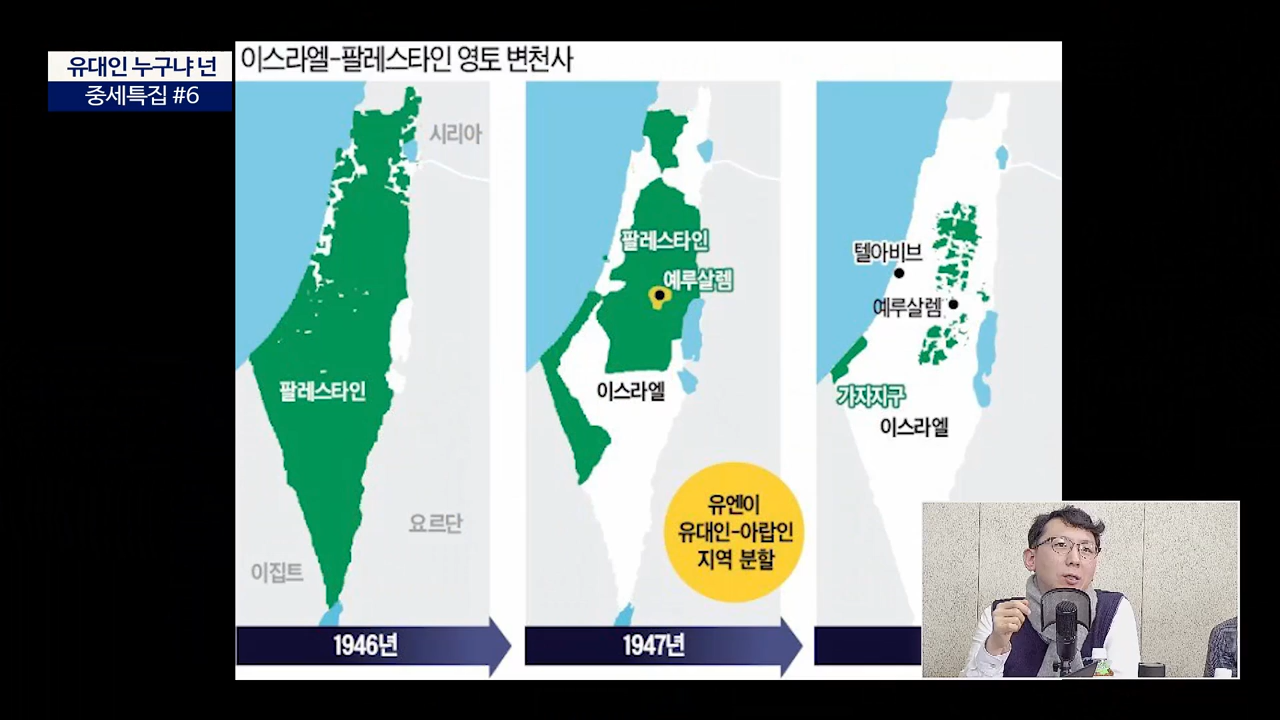 유대인 누구냐 넌
중세특집 #6
이스라엘-팔레스타인 영토 변천사
시리아
팔레스타인
요르단
이집트
1946년
팔레스타인
예루살렘
이스라엘
유엔이
유대인-아랍인
지역 분할
1947년
텔아비브
예루살렘
가자지구
이스라엘